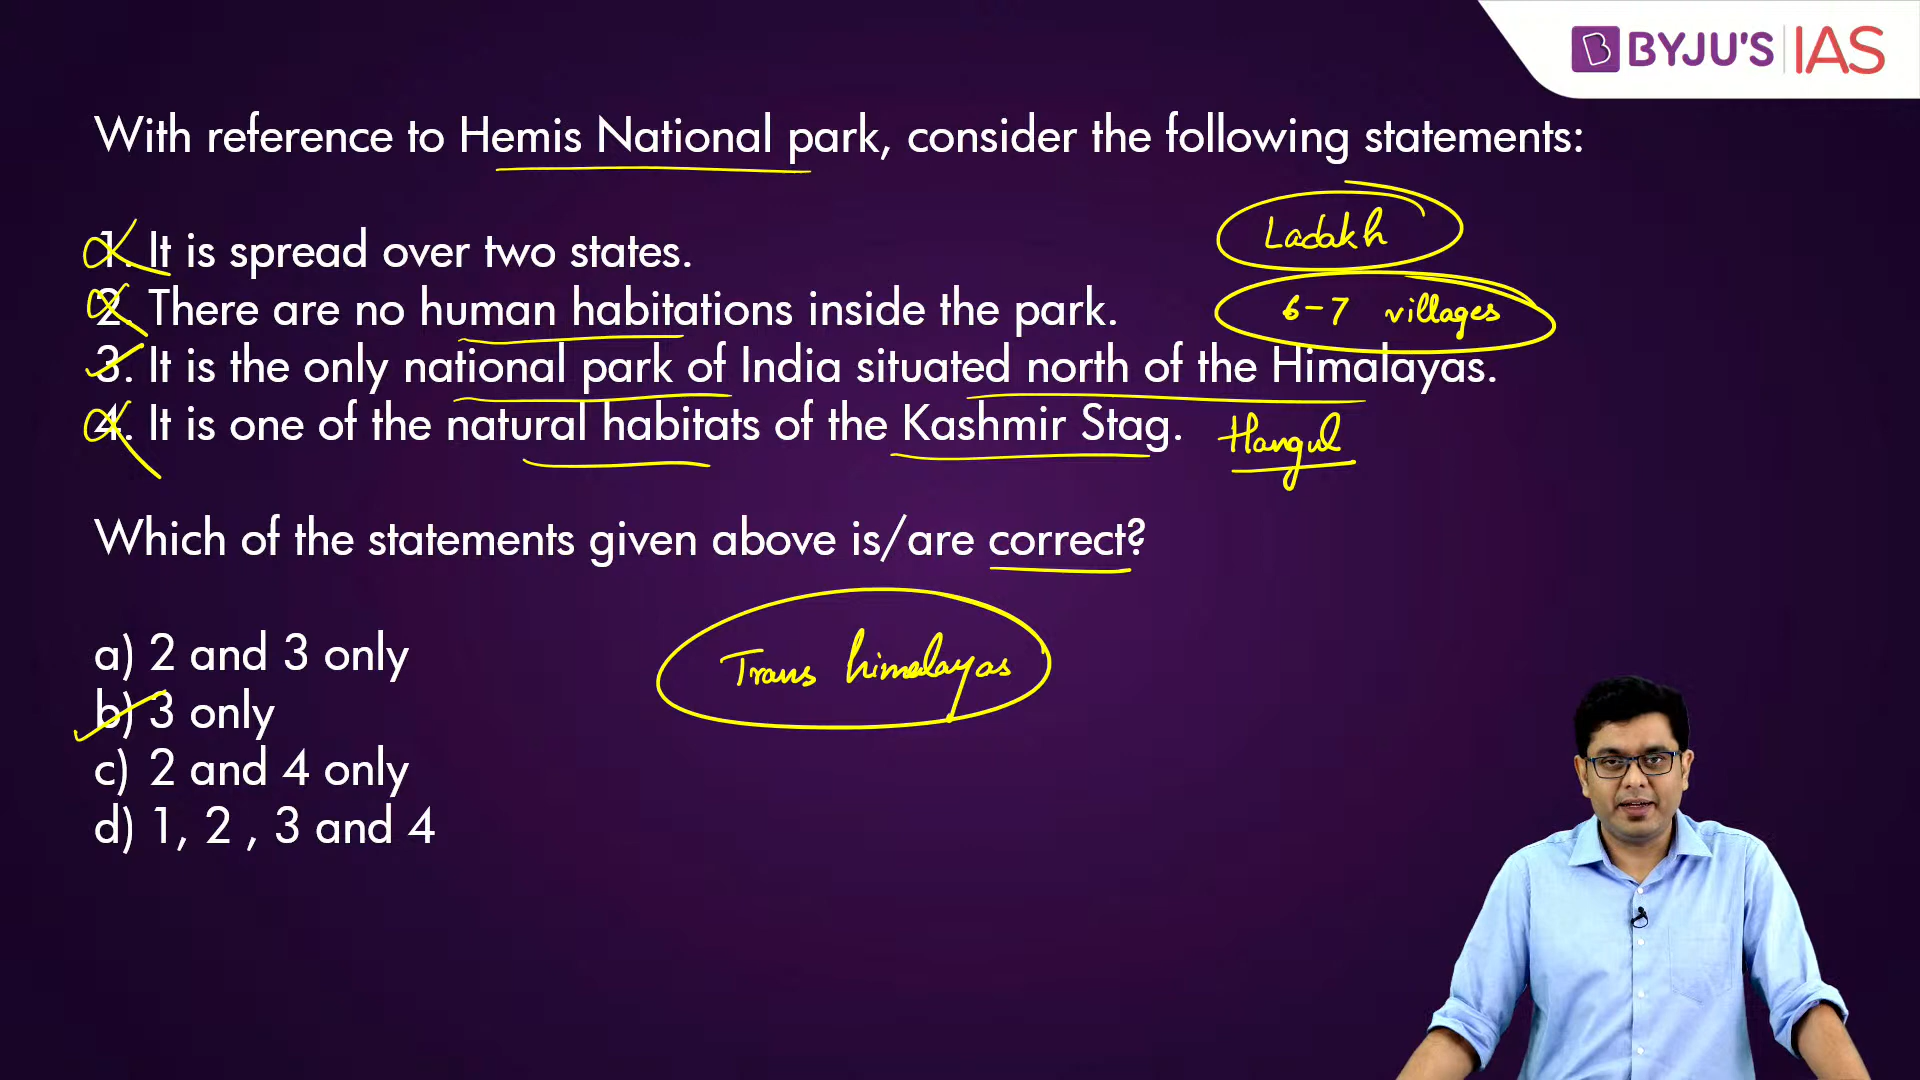 BYJU'S IAS
With reference to Hemis National park, consider the following statements:
1. It is spread over two states.
Ladakh
2. There are no human habitations inside the park.
6-7 villages
3. It is the only national park of India situated north of the Himalayas.
4. It is one of the natural habitats of the Kashmir Stag.
Hangul
Which of the statements given above is/are correct?
a) 2 and 3 only
Trans himalayas
b) 3 only
c) 2 and 4 only
d) 1, 2 , 3 and 4